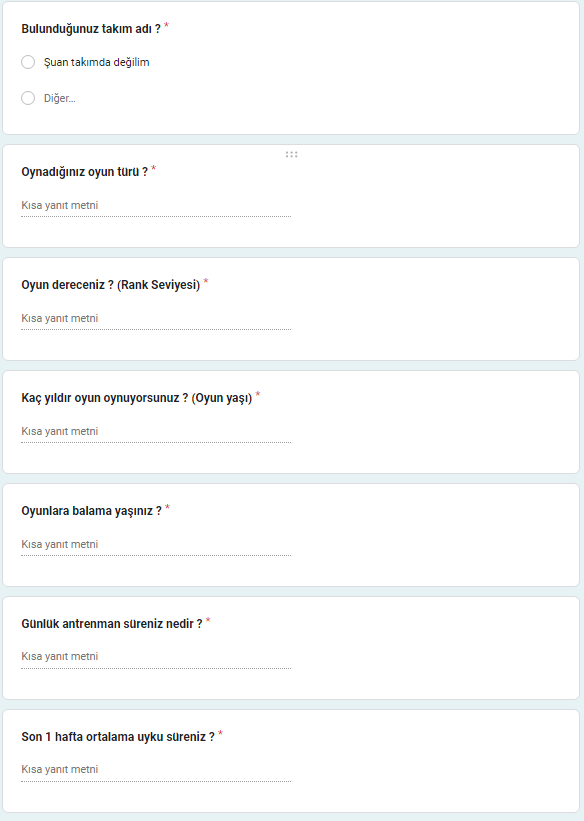 Bulunduğunuz takım adı ? *
Şuan takımda değilim
Diğer...
Oynadığınız oyun türü ? *
Kısa yanıt metni
Oyun dereceniz ? (Rank Seviyesi) *
Kısa yanıt metni
Kaç yıldır oyun oynuyorsunuz ? (Oyun yaşı) *
Kısa yanıt metni
Oyunlara balama yaşınız ? *
Kısa yanıt metni
Günlük antrenman süreniz nedir ? *
Kısa yanıt metni
Son 1 hafta ortalama uyku süreniz ? *
Kısa yanıt metni